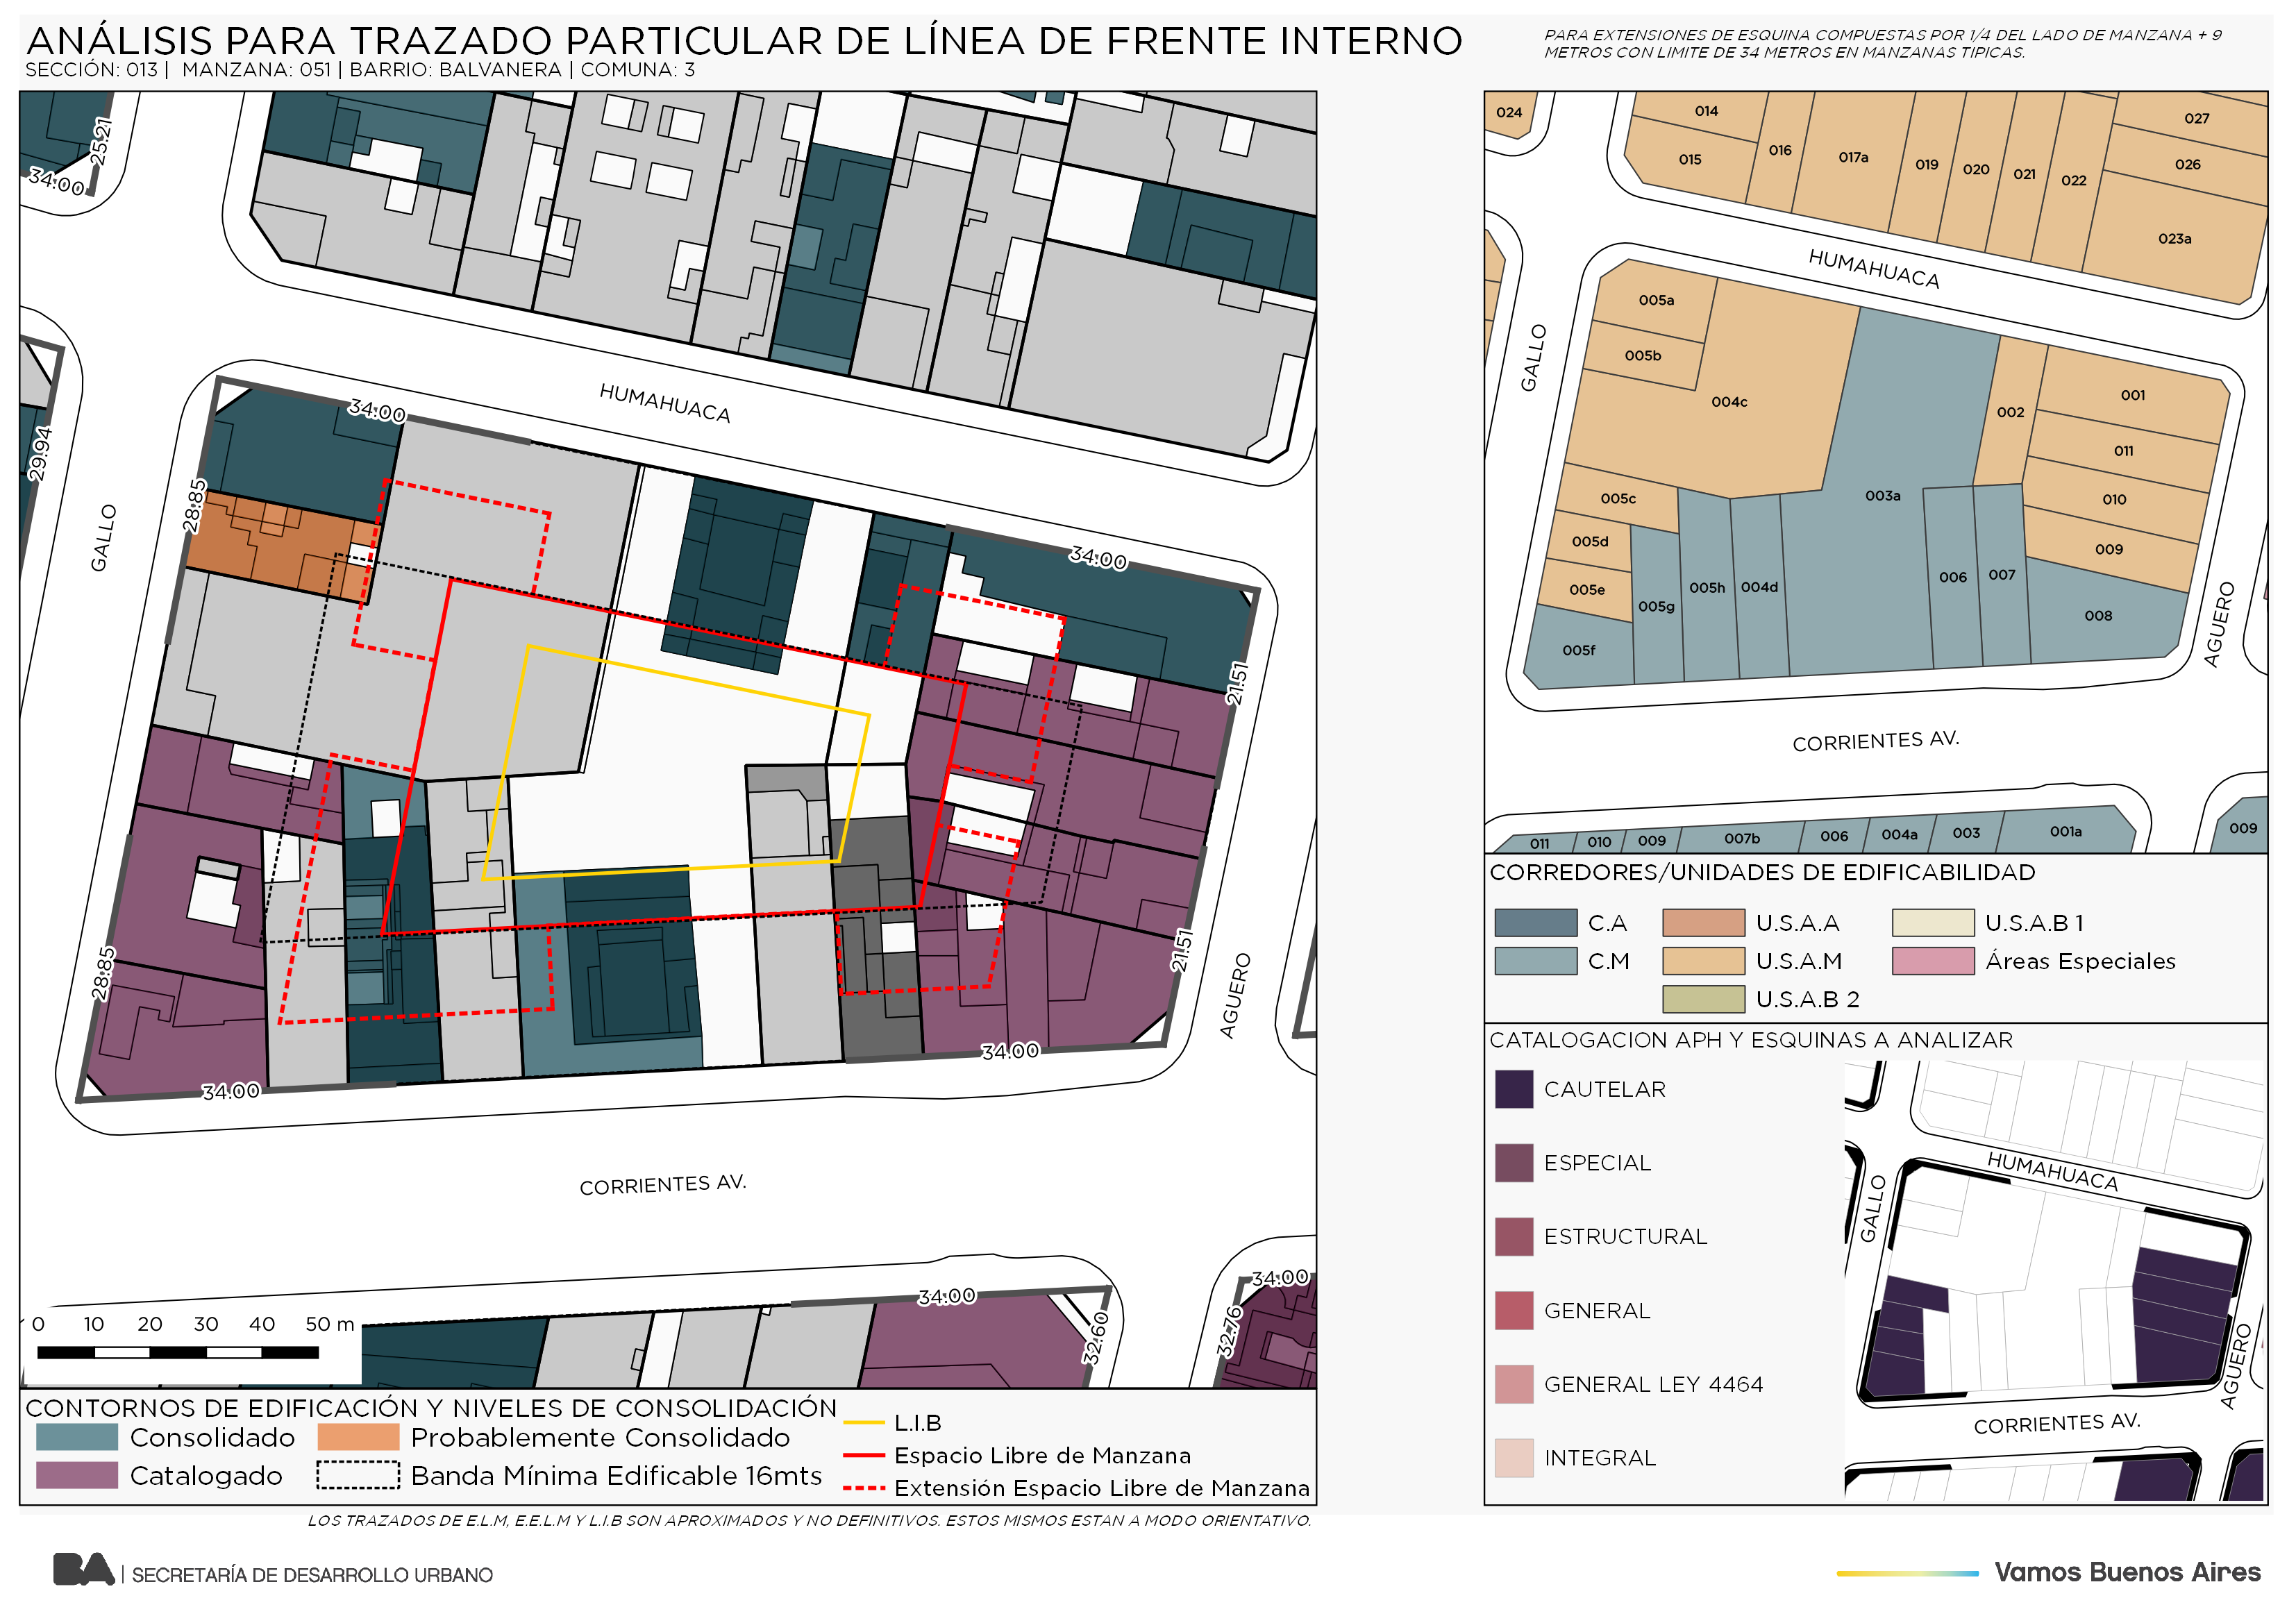 ANÁLISIS PARA TRAZADO PARTICULAR DE LÍNEA DE FRENTE INTERNO
SECCIÓN: 013 | MANZANA: 051 | BARRIO: BALVANERA | COMUNA: 3
PARA EXTENSIONES DE ESQUINA COMPUESTAS POR 1/4 DEL LADO DE MANZANA + 9
METROS CON LIMITE DE 34 METROS EN MANZANAS TIPICAS.
25.21
34.00
29.94
34.00
HUMAHUACA
28.85
GALLO
34.00
21.51
28.85
21.51
AGUERO
34.00
34.00
CORRIENTES AV.
34.00
34.00
32.60
32.76
0 10 20 30 40 50 m
CONTORNOS DE EDIFICACIÓN Y NIVELES DE CONSOLIDACIÓN
Consolidado
Probablemente Consolidado
Catalogado
Banda Mínima Edificable 16mts
L.I.B
Espacio Libre de Manzana
Extensión Espacio Libre de Manzana
LOS TRAZADOS DE E.L.M, E.E.L.M Y L.I.B SON APROXIMADOS Y NO DEFINITIVOS. ESTOS MISMOS ESTAN A MODO ORIENTATIVO.
024
014
015
016
017a
019
020
021
022
027
026
023a
HUMAHUACA
GALLO
005a
005b
004c
003a
002
001
011
010
009
005c
005d
005e
005f
005g
005h
004d
006
007
008
AGUERO
CORRIENTES AV.
011
010
009
007b
006
004a
003
001a
009
CORREDORES/UNIDADES DE EDIFICABILIDAD
C.A
U.S.A.A
U.S.A.B 1
C.M
U.S.A.M
Áreas Especiales
U.S.A.B 2
CATALOGACION APH Y ESQUINAS A ANALIZAR
CAUTELAR
ESPECIAL
ESTRUCTURAL
GENERAL
GENERAL LEY 4464
INTEGRAL
HUMAHUACA
GALLO
AGUERO
CORRIENTES AV.
BA | SECRETARÍA DE DESARROLLO URBANO
Vamos Buenos Aires